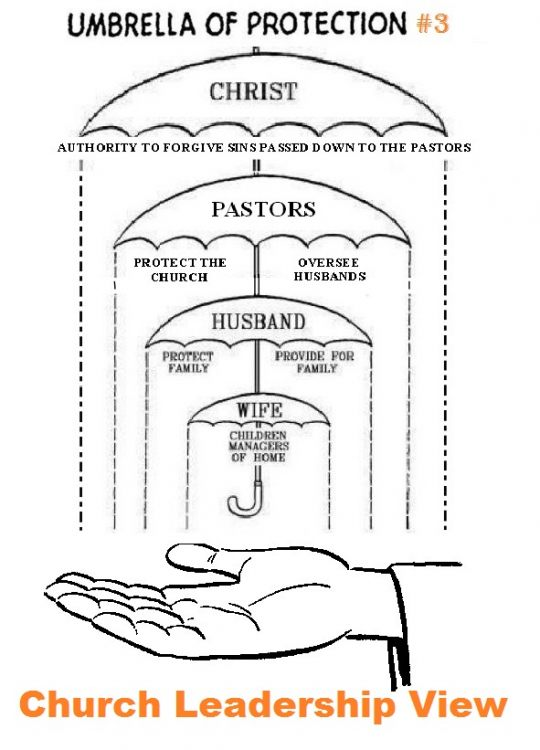 UMBRELLA OF PROTECTION #3
CHRIST
AUTHORITY TO FORGIVE SINS PASSED DOWN TO THE PASTORS
PASTORS
PROTECT THE
CHURCH
OVERSEE
HUSBANDS
HUSBAND
PROTECT
FAMILY
PROVIDE FOR
FAMILY
WIFE
CHILDREN
MANAGERS
OF HOME
Church Leadership View